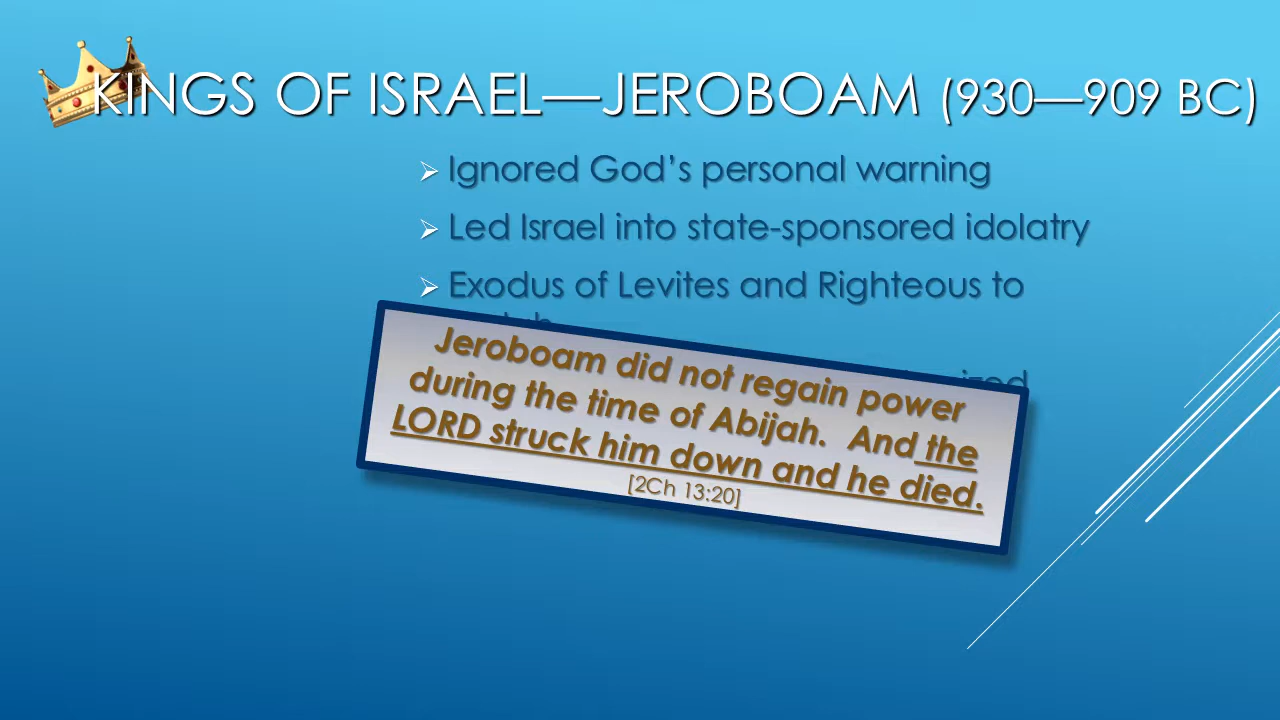 KINGS OF ISRAEL—JEROBOAM (930—909 BC)
Ignored God’s personal warning
Led Israel into state-sponsored idolatry
Exodus of Levites and Righteous to
Jeroboam did not regain power
during the time of Abijah.  And the
LORD struck him down and he died.
[2Ch 13:20]